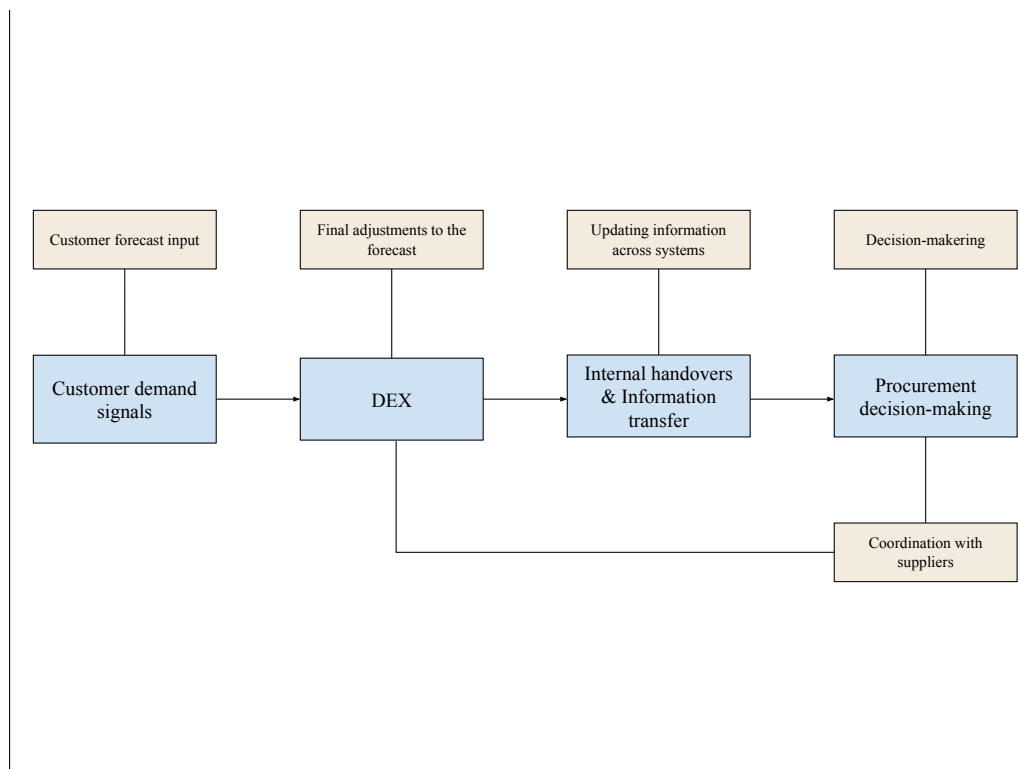 Customer forecast input
Final adjustments to the
forecast
Updating information
across systems
Decision-makering
Customer demand
signals
DEX
Internal handovers
& Information
transfer
Procurement
decision-making
Coordination with
suppliers